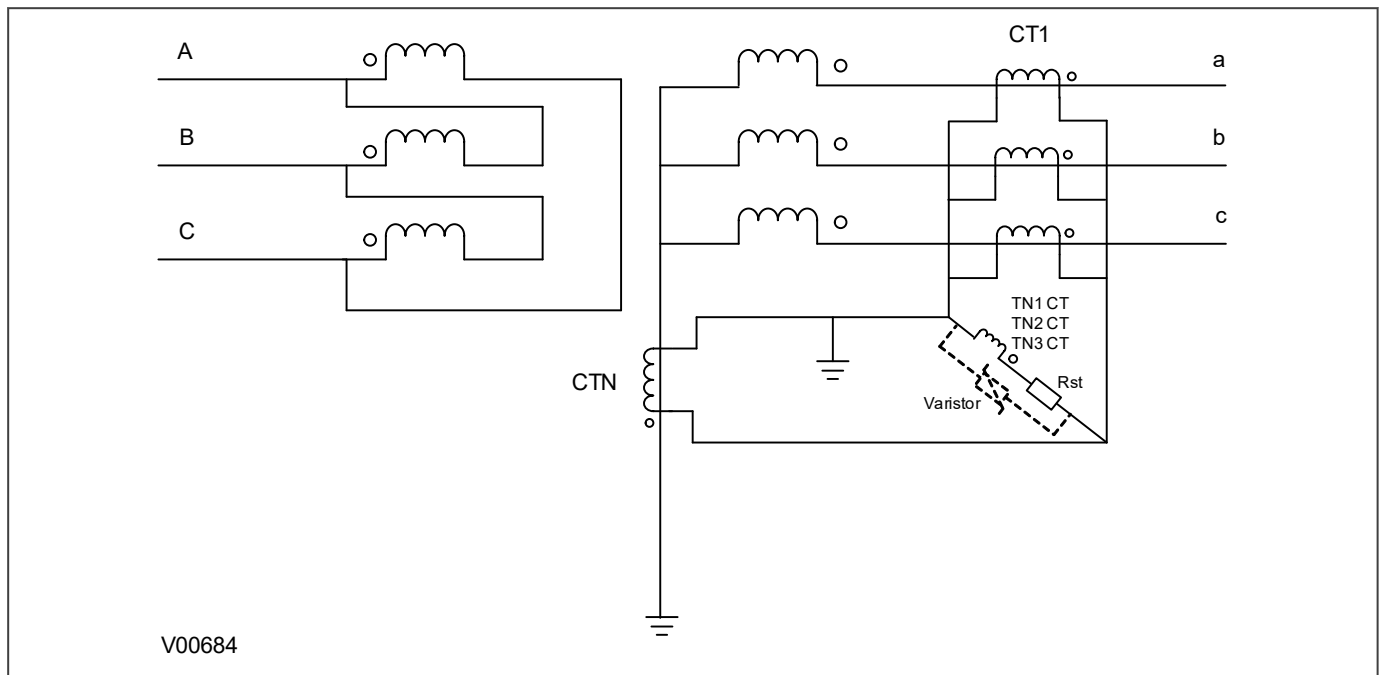 CT1
A
a
B
b
C
c
TN1 CT
TN2 CT
TN3 CT
CTN
Rst
Varistor
V00684